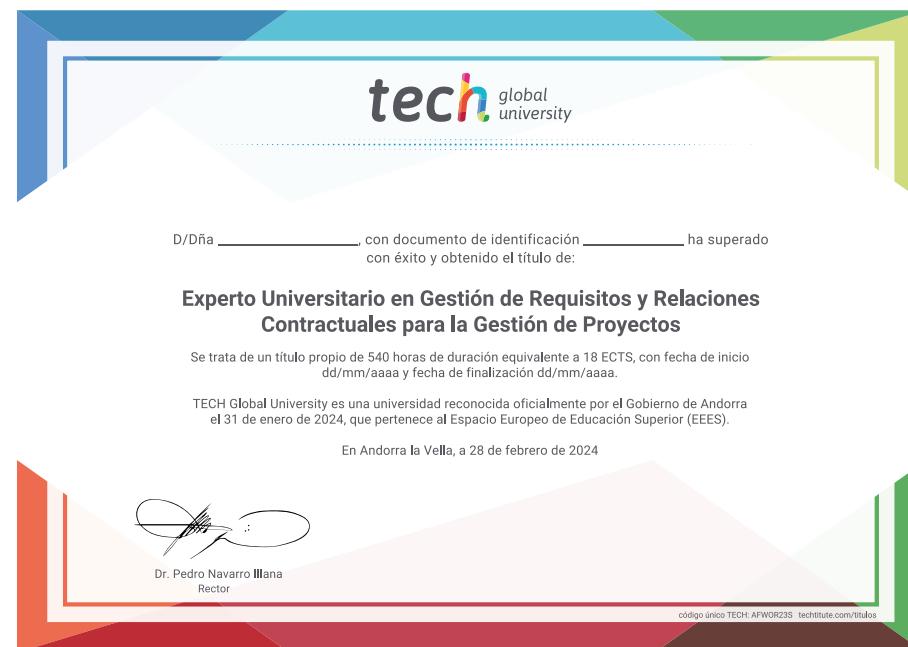 tech global university
D/Dña ____________________, con documento de identificación ______________ ha superado
con éxito y obtenido el título de:
Experto Universitario en Gestión de Requisitos y Relaciones
Contractuales para la Gestión de Proyectos
Se trata de un título propio de 540 horas de duración equivalente a 18 ECTS, con fecha de inicio
dd/mm/aaaa y fecha de finalización dd/mm/aaaa.
TECH Global University es una universidad reconocida oficialmente por el Gobierno de Andorra
el 31 de enero de 2024, que pertenece al Espacio Europeo de Educación Superior (EEES).
En Andorra la Vella, a 28 de febrero de 2024
Dr. Pedro Navarro Illana
Rector
código único TECH: AFWOR23S techtitute.com/titulos